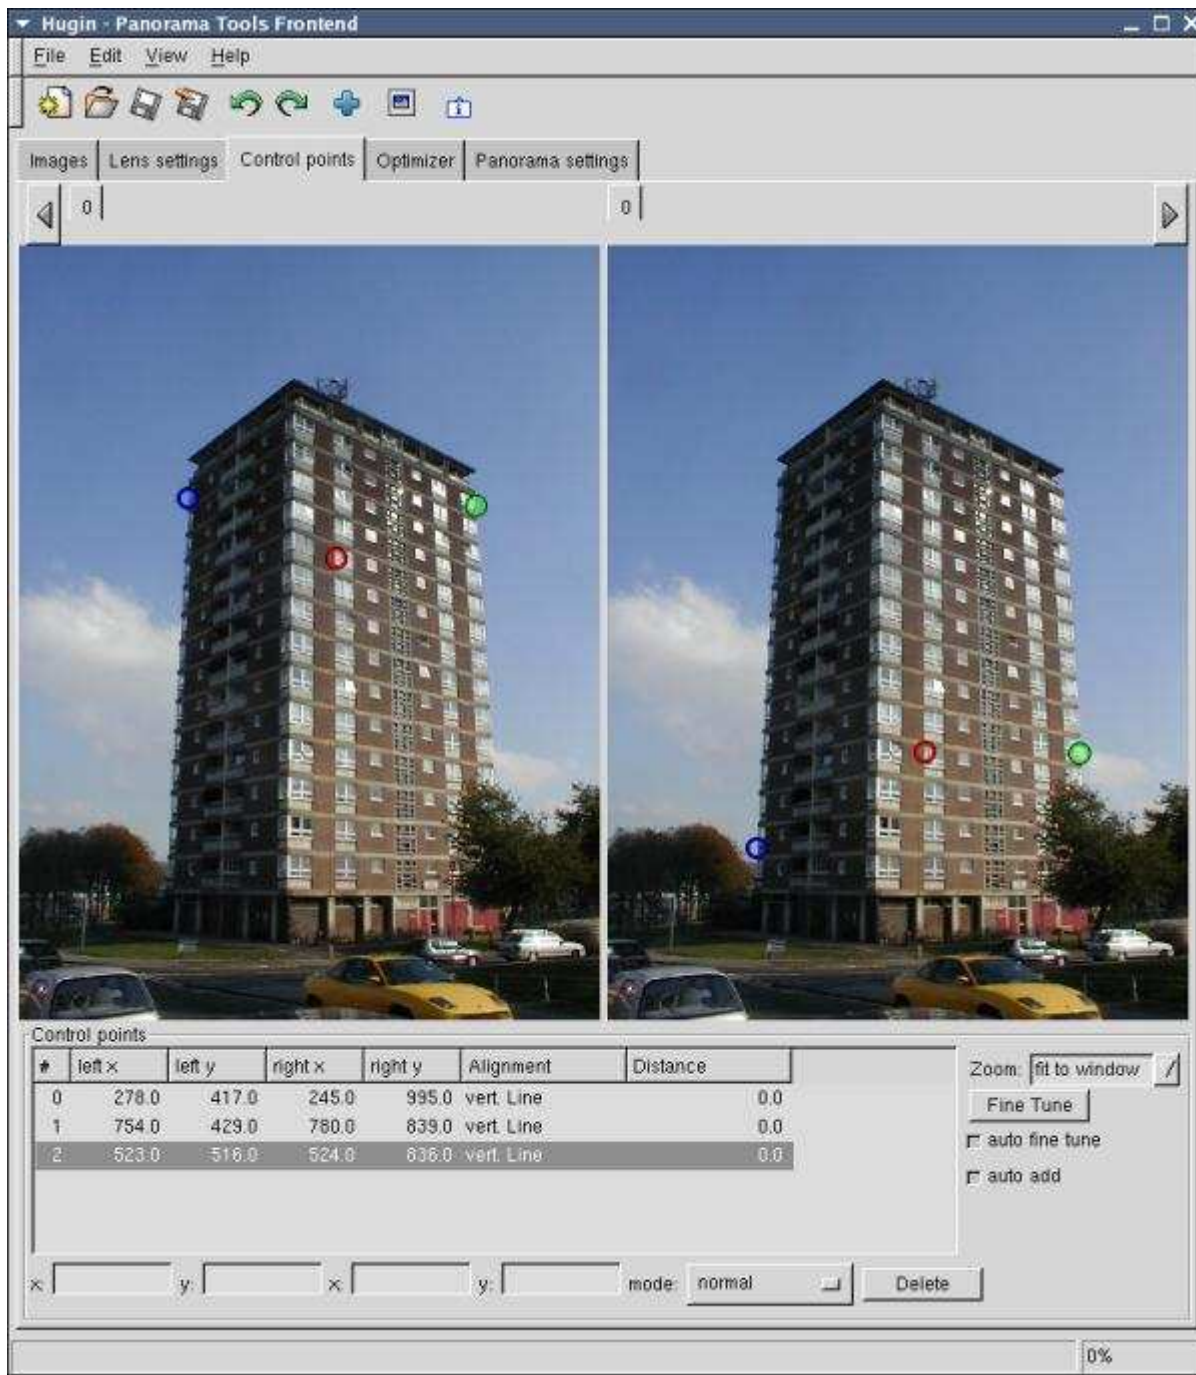 Hugin - Panorama Tools Frontend
File Edit View Help
Images Lens settings Control points Optimizer Panorama settings
0 0
Control points
# left x left y right x right y Alignment Distance
0 278.0 417.0 245.0 995.0 vert. Line 0.0
1 754.0 429.0 780.0 839.0 vert. Line 0.0
2 523.0 516.0 524.0 836.0 vert. Line 0.0
Zoom: fit to window
Fine Tune
auto fine tune
auto add
x: y: x: y: mode: normal Delete
0%